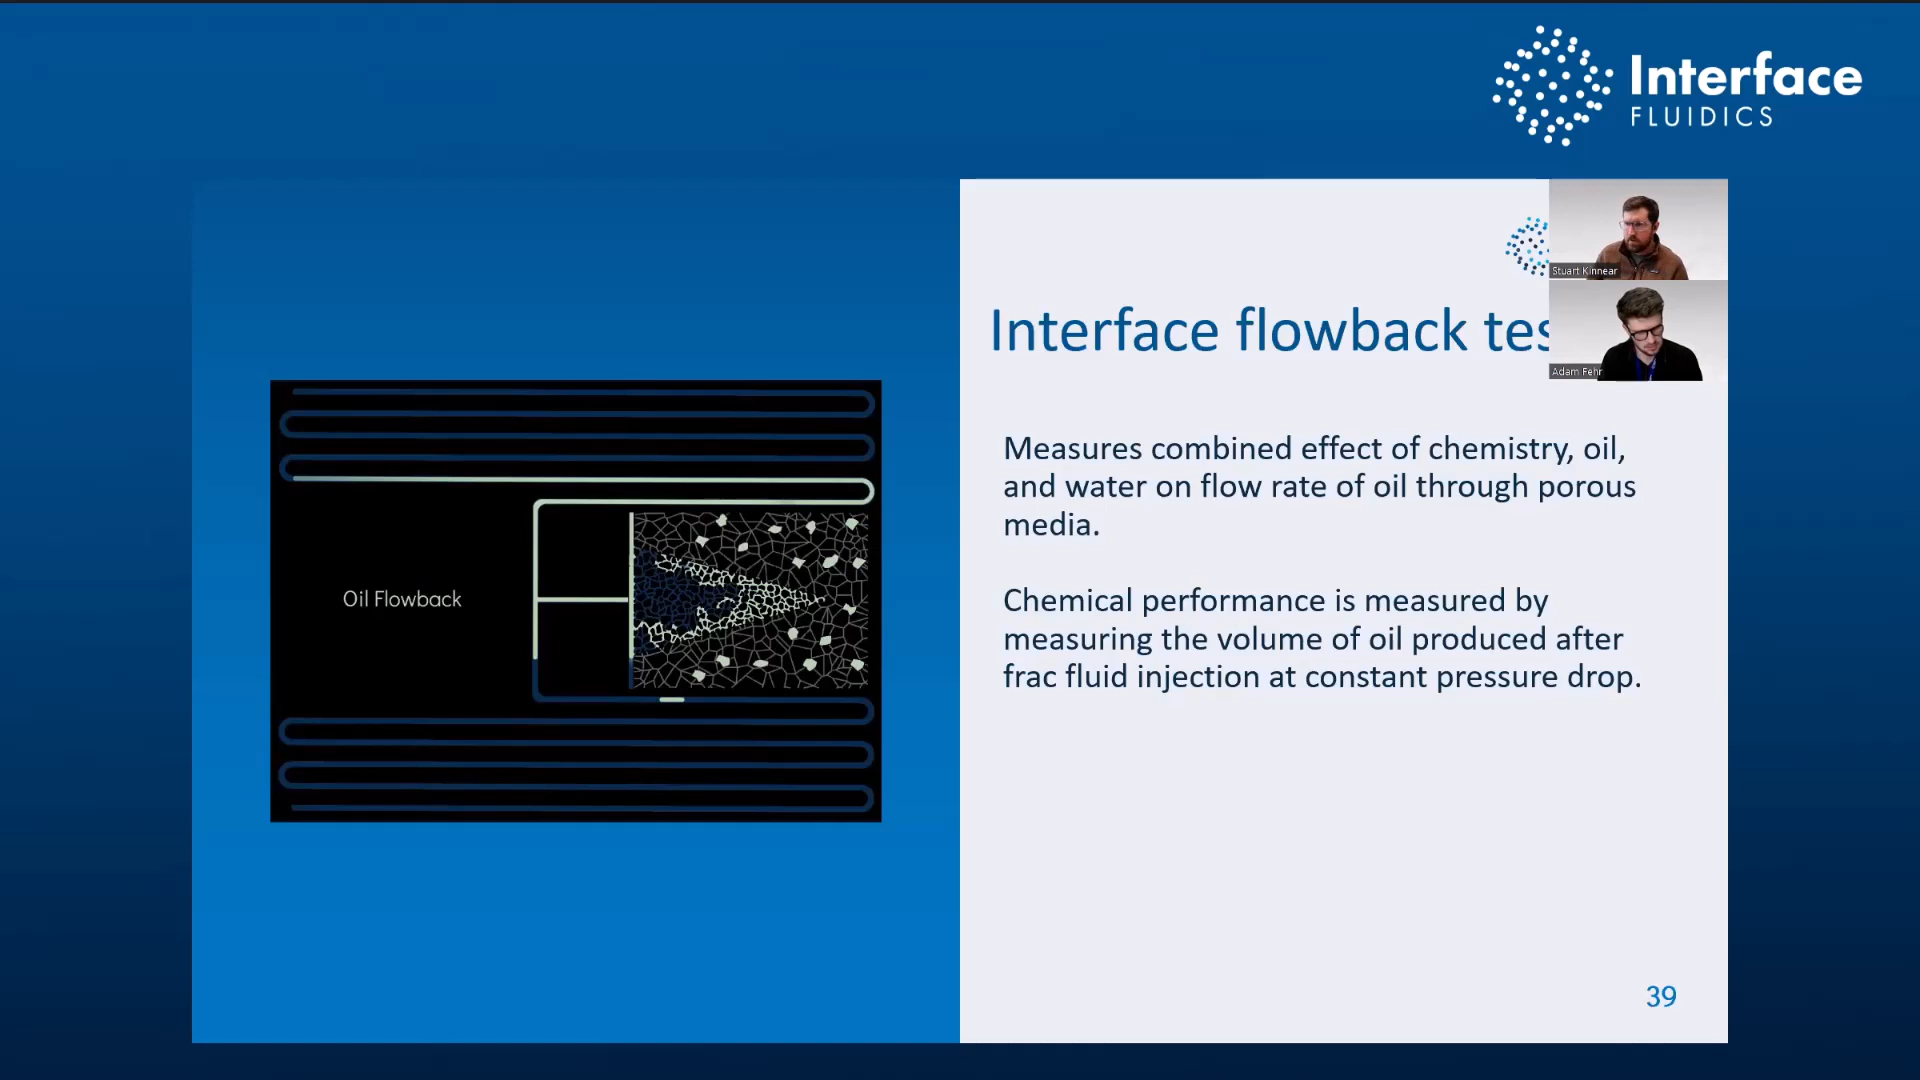 Interface
FLUIDICS
Stuart Kinnear
Interface flowback tes
Adam Fehr
Measures combined effect of chemistry, oil,
and water on flow rate of oil through porous
media.
Oil Flowback
Chemical performance is measured by
measuring the volume of oil produced after
frac fluid injection at constant pressure drop.
39